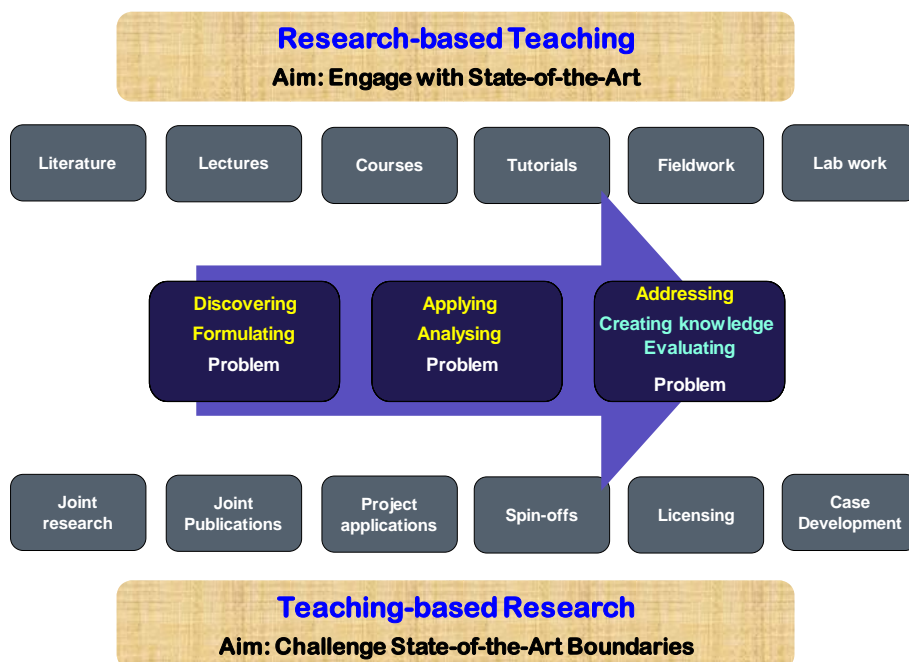 Research-based Teaching
Aim: Engage with State-of-the-Art
Literature
Lectures
Courses
Tutorials
Fieldwork
Lab work
Discovering
Formulating
Problem
Applying
Analysing
Problem
Addressing
Creating knowledge
Evaluating
Problem
Joint
research
Joint
Publications
Project
applications
Spin-offs
Licensing
Case
Development
Teaching-based Research
Aim: Challenge State-of-the-Art Boundaries